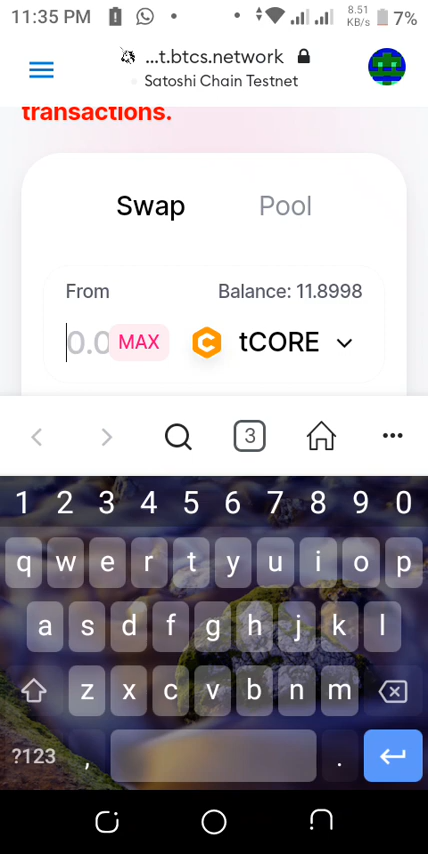 11:35 PM
8.51
KB/s
7%
...t.btcs.network
Satoshi Chain Testnet
transactions.
Swap Pool
From Balance: 11.8998
0.0 MAX tCORE
3
1 2 3 4 5 6 7 8 9 0
q w e r t y u i o p
a s d f g h j k l
z x c v b n m
?123 , .